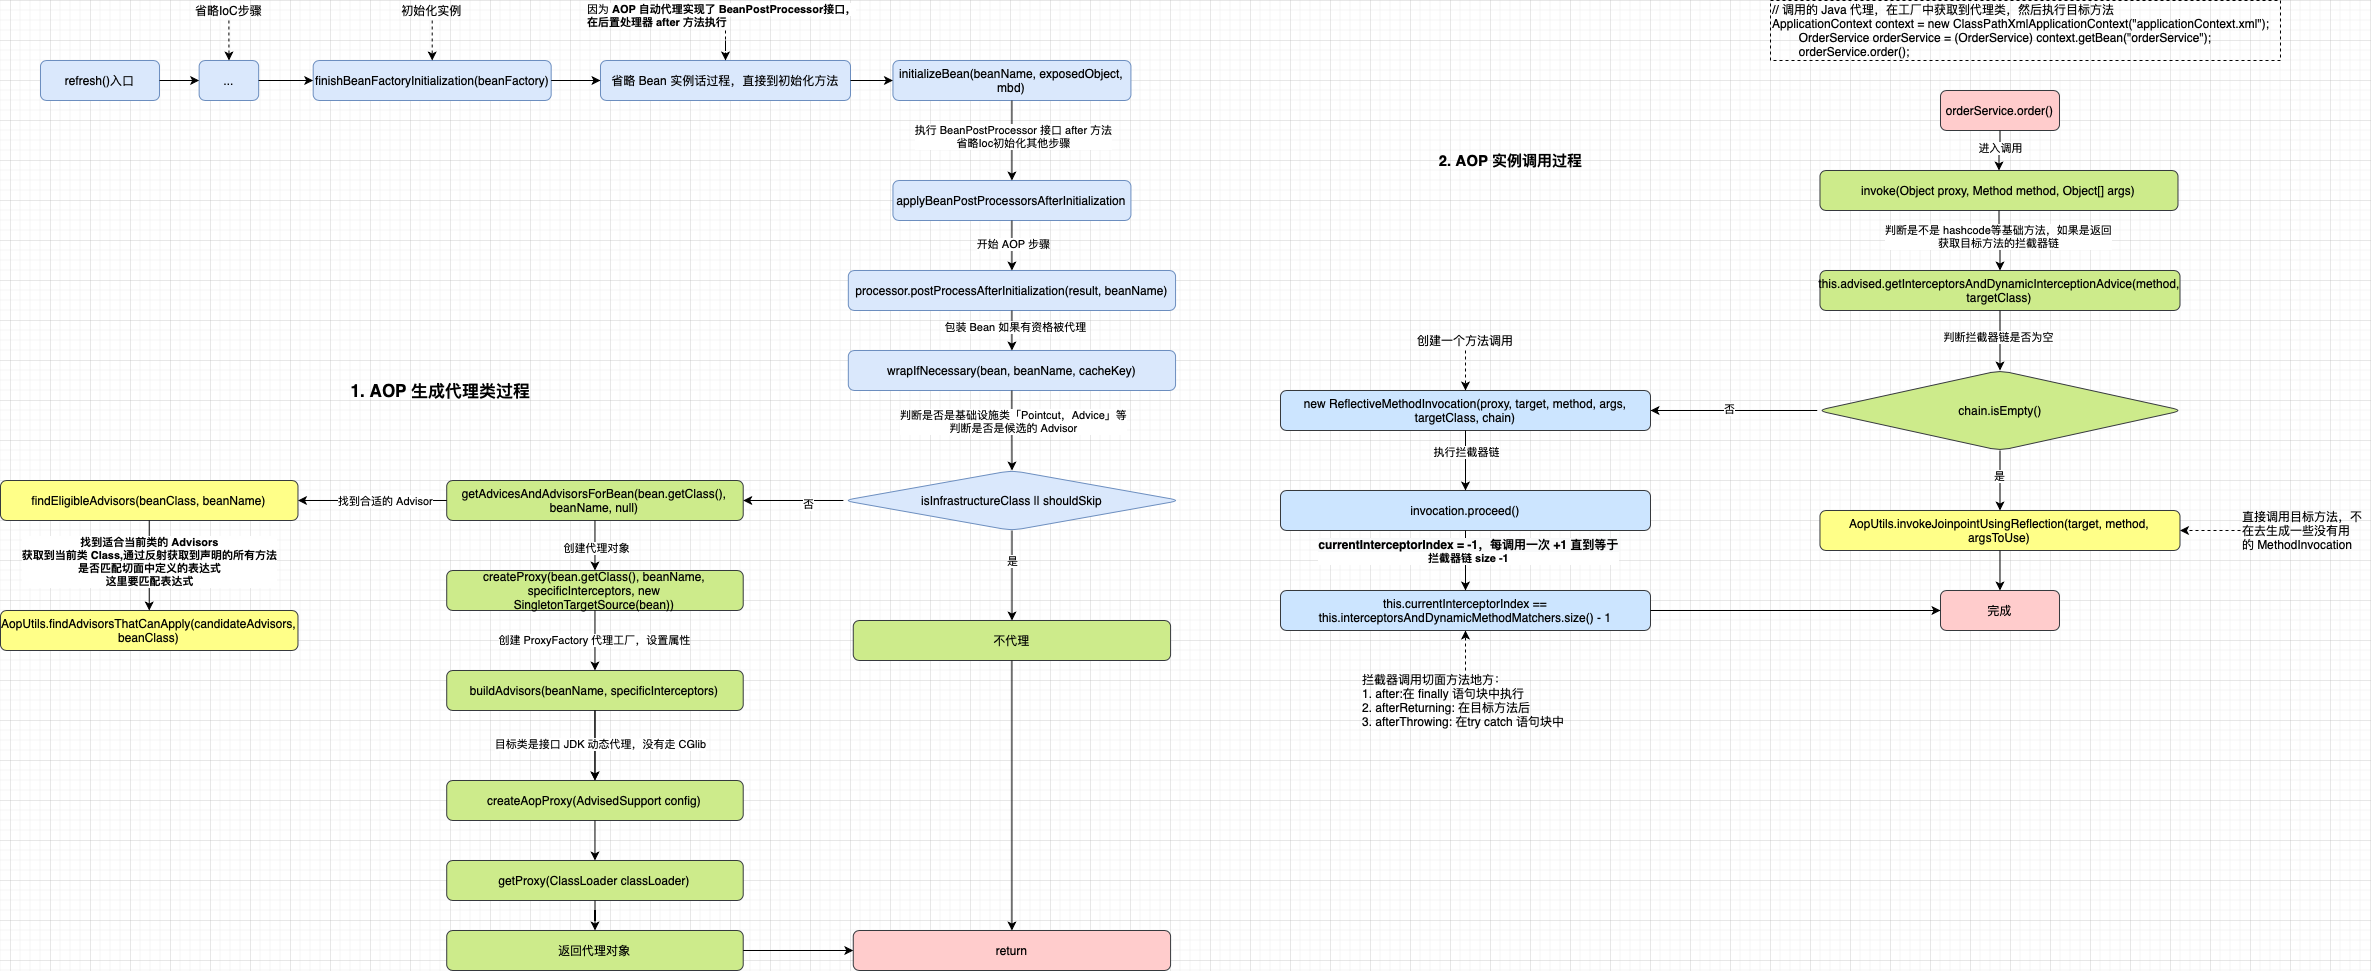 省略IoC步骤
初始化实例
因为 AOP 自动代理实现了 BeanPostProcessor接口，
在后置处理器 after 方法执行
refresh()入口
...
finishBeanFactoryInitialization(beanFactory)
省略 Bean 实例话过程，直接到初始化方法
initializeBean(beanName, exposedObject,
mbd)
执行 BeanPostProcessor 接口 after 方法
省略Ioc初始化其他步骤
applyBeanPostProcessorsAfterInitialization
开始 AOP 步骤
processor.postProcessAfterInitialization(result, beanName)
包装 Bean 如果有资格被代理
wrapIfNecessary(bean, beanName, cacheKey)
1. AOP 生成代理类过程
判断是否是基础设施类「Pointcut，Advice」等
判断是否是候选的 Advisor
isInfrastructureClass || shouldSkip
否
getAdvicesAndAdvisorsForBean(bean.getClass(),
beanName, null)
找到合适的 Advisor
findEligibleAdvisors(beanClass, beanName)
找到适合当前类的 Advisors
获取到当前类 Class,通过反射获取到声明的所有方法
是否匹配切面中定义的表达式
这里要匹配表达式
AopUtils.findAdvisorsThatCanApply(candidateAdvisors,
beanClass)
创建代理对象
createProxy(bean.getClass(), beanName,
specificInterceptors, new
SingletonTargetSource(bean))
创建 ProxyFactory 代理工厂，设置属性
buildAdvisors(beanName, specificInterceptors)
目标类是接口 JDK 动态代理，没有走 CGlib
createAopProxy(AdvisedSupport config)
getProxy(ClassLoader classLoader)
返回代理对象
是
不代理
return
// 调用的 Java 代理，在工厂中获取到代理类，然后执行目标方法
ApplicationContext context = new ClassPathXmlApplicationContext("applicationContext.xml");
OrderService orderService = (OrderService) context.getBean("orderService");
orderService.order();
2. AOP 实例调用过程
orderService.order()
进入调用
invoke(Object proxy, Method method, Object[] args)
判断是不是 hashcode等基础方法，如果是返回
获取目标方法的拦截器链
this.advised.getInterceptorsAndDynamicInterceptionAdvice(method,
targetClass)
判断拦截器链是否为空
chain.isEmpty()
否
创建一个方法调用
new ReflectiveMethodInvocation(proxy, target, method, args,
targetClass, chain)
执行拦截器链
invocation.proceed()
currentInterceptorIndex = -1，每调用一次 +1 直到等于
拦截器链 size -1
this.currentInterceptorIndex ==
this.interceptorsAndDynamicMethodMatchers.size() - 1
拦截器调用切面方法地方：
1. after:在 finally 语句块中执行
2. afterReturning: 在目标方法后
3. afterThrowing: 在try catch 语句块中
是
AopUtils.invokeJoinpointUsingReflection(target, method,
argsToUse)
直接调用目标方法，不
在去生成一些没有用
的 MethodInvocation
完成